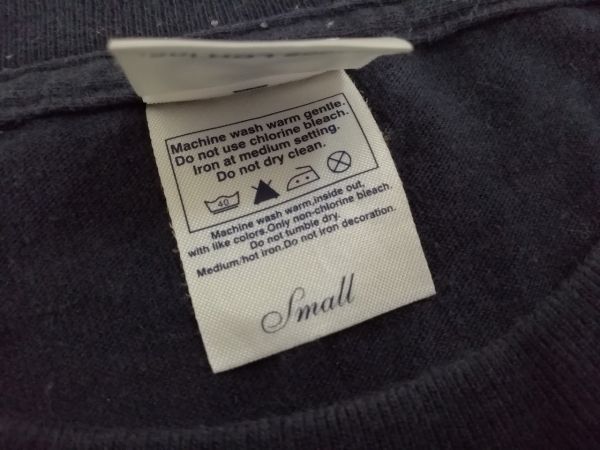 Machine wash warm gentle.
Do not use chlorine bleach.
Iron at medium setting.
Do not dry clean.
40
Machine wash warm,inside out,
with like colors.Only non-chlorine bleach.
Do not tumble dry.
Medium/hot iron.Do not iron decoration.
Small